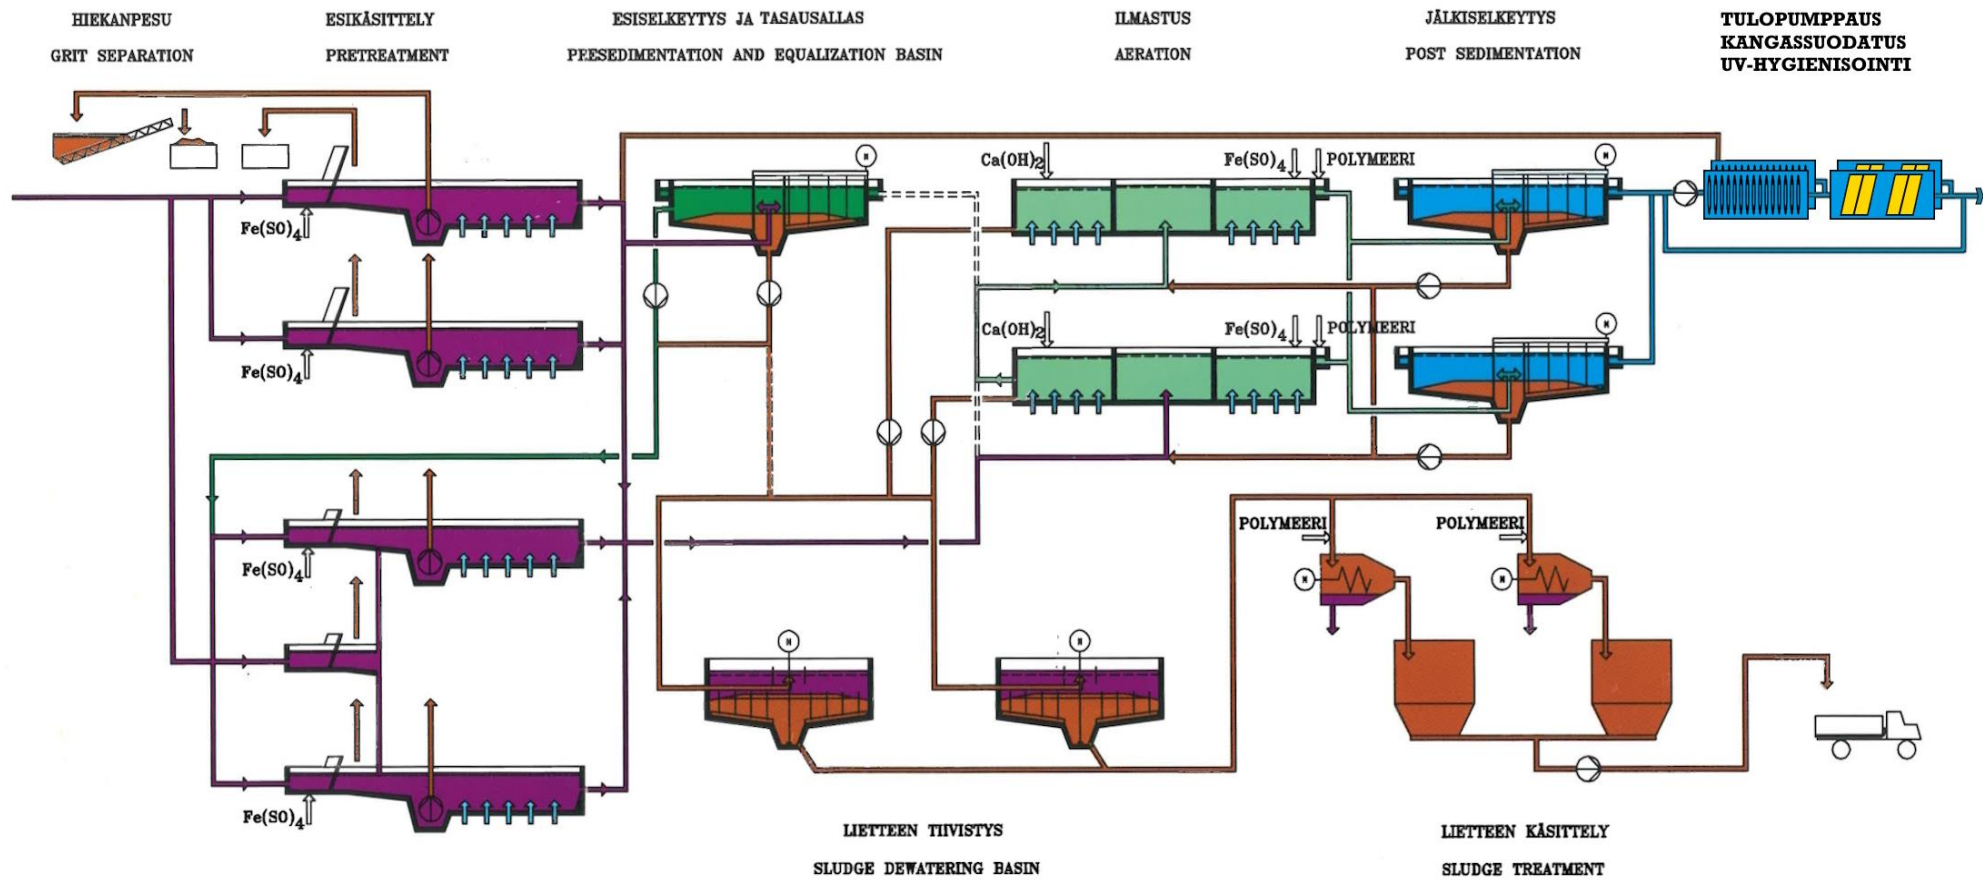 HIEKANPESU
GRIT SEPARATION
ESIKÄSITTELY
PRETREATMENT
ESISELKEYTYS JA TASAUSALLAS
PRESEDIMENTATION AND EQUALIZATION BASIN
ILMASTUS
AERATION
JÄLKISELKEYTYS
POST SEDIMENTATION
TULOPUMPPAUS
KANGASSUODATUS
UV-HYGIENISOINTI
M
Ca(OH)2
Fe(SO)4
POLYMEERI
M
Fe(SO)4
Ca(OH)2
Fe(SO)4
POLYMEERI
M
Fe(SO)4
Fe(SO)4
POLYMEERI
POLYMEERI
M
M
M
M
Fe(SO)4
LIETTEEN TIIVISTYS
SLUDGE DEWATERING BASIN
LIETTEEN KÄSITTELY
SLUDGE TREATMENT